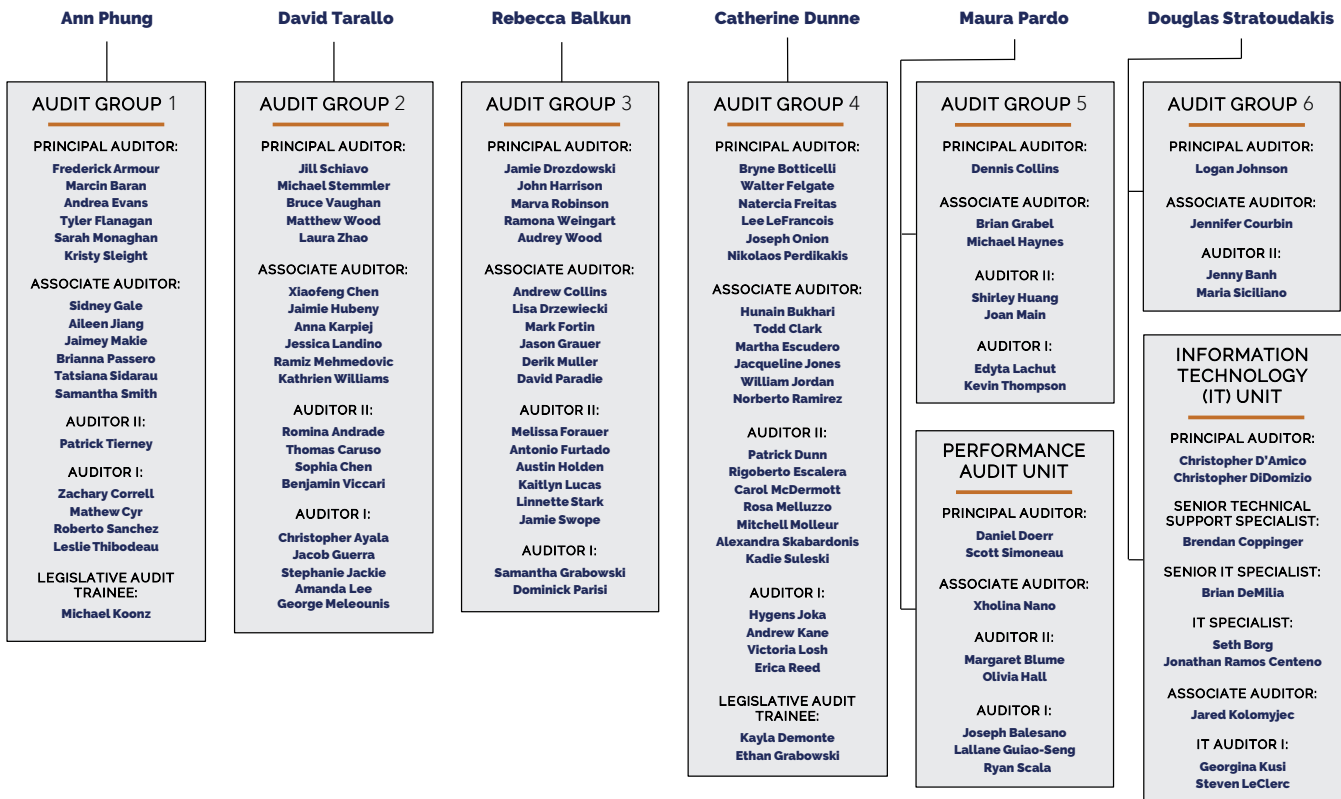 Ann Phung
David Tarallo
Rebecca Balkun
Catherine Dunne
Maura Pardo
Douglas Stratoudakis
AUDIT GROUP 1
PRINCIPAL AUDITOR:
Frederick Armour
Marcin Baran
Andrea Evans
Tyler Flanagan
Sarah Monaghan
Kristy Sleight
ASSOCIATE AUDITOR:
Sidney Gale
Aileen Jiang
Jaimey Makie
Brianna Passero
Tatsiana Sidarau
Samantha Smith
AUDITOR II:
Patrick Tierney
AUDITOR I:
Zachary Correll
Mathew Cyr
Roberto Sanchez
Leslie Thibodeau
LEGISLATIVE AUDIT
TRAINEE:
Michael Koonz
AUDIT GROUP 2
PRINCIPAL AUDITOR:
Jill Schiavo
Michael Stemmler
Bruce Vaughan
Matthew Wood
Laura Zhao
ASSOCIATE AUDITOR:
Xiaofeng Chen
Jaimie Hubeny
Anna Karpiej
Jessica Landino
Ramiz Mehmedovic
Kathrien Williams
AUDITOR II:
Romina Andrade
Thomas Caruso
Sophia Chen
Benjamin Viccari
AUDITOR I:
Christopher Ayala
Jacob Guerra
Stephanie Jackie
Amanda Lee
George Meleounis
AUDIT GROUP 3
PRINCIPAL AUDITOR:
Jamie Drozdowski
John Harrison
Marva Robinson
Ramona Weingart
Audrey Wood
ASSOCIATE AUDITOR:
Andrew Collins
Lisa Drzewiecki
Mark Fortin
Jason Grauer
Derik Muller
David Paradie
AUDITOR II:
Melissa Forauer
Antonio Furtado
Austin Holden
Kaitlyn Lucas
Linnette Stark
Jamie Swope
AUDITOR I:
Samantha Grabowski
Dominick Parisi
AUDIT GROUP 4
PRINCIPAL AUDITOR:
Bryne Botticelli
Walter Felgate
Natercia Freitas
Lee LeFrancois
Joseph Onion
Nikolaos Perdikakis
ASSOCIATE AUDITOR:
Hunain Bukhari
Todd Clark
Martha Escudero
Jacqueline Jones
William Jordan
Norberto Ramirez
AUDITOR II:
Patrick Dunn
Rigoberto Escalera
Carol McDermott
Rosa Melluzzo
Mitchell Molleur
Alexandra Skabardonis
Kadie Suleski
AUDITOR I:
Hygens Joka
Andrew Kane
Victoria Losh
Erica Reed
LEGISLATIVE AUDIT
TRAINEE:
Kayla Demonte
Ethan Grabowski
AUDIT GROUP 5
PRINCIPAL AUDITOR:
Dennis Collins
ASSOCIATE AUDITOR:
Brian Grabel
Michael Haynes
AUDITOR II:
Shirley Huang
Joan Main
AUDITOR I:
Edyta Lachut
Kevin Thompson
PERFORMANCE
AUDIT UNIT
PRINCIPAL AUDITOR:
Daniel Doerr
Scott Simoneau
ASSOCIATE AUDITOR:
Xholina Nano
AUDITOR II:
Margaret Blume
Olivia Hall
AUDITOR I:
Joseph Balesano
Lallane Guiao-Seng
Ryan Scala
AUDIT GROUP 6
PRINCIPAL AUDITOR:
Logan Johnson
ASSOCIATE AUDITOR:
Jennifer Courbin
AUDITOR II:
Jenny Banh
Maria Siciliano
INFORMATION
TECHNOLOGY
(IT) UNIT
PRINCIPAL AUDITOR:
Christopher D'Amico
Christopher DiDomizio
SENIOR TECHNICAL
SUPPORT SPECIALIST:
Brendan Coppinger
SENIOR IT SPECIALIST:
Brian DeMilia
IT SPECIALIST:
Seth Borg
Jonathan Ramos Centeno
ASSOCIATE AUDITOR:
Jared Kolomyjec
IT AUDITOR I:
Georgina Kusi
Steven LeClerc